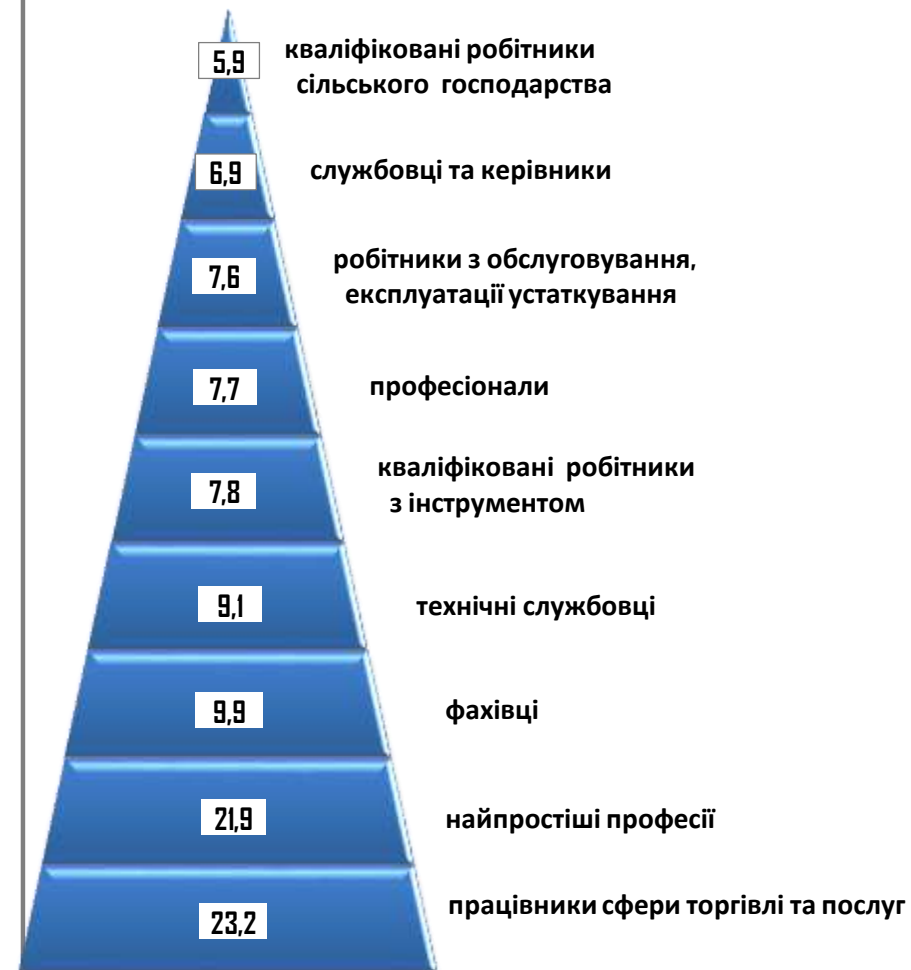 5,9
кваліфіковані робітники
сільського господарства
6,9
службовці та керівники
7,6
робітники з обслуговування,
експлуатації устаткування
7,7
професіонали
7,8
кваліфіковані робітники
з інструментом
9,1
технічні службовці
9,9
фахівці
21,9
найпростіші професії
23,2
працівники сфери торгівлі та послуг